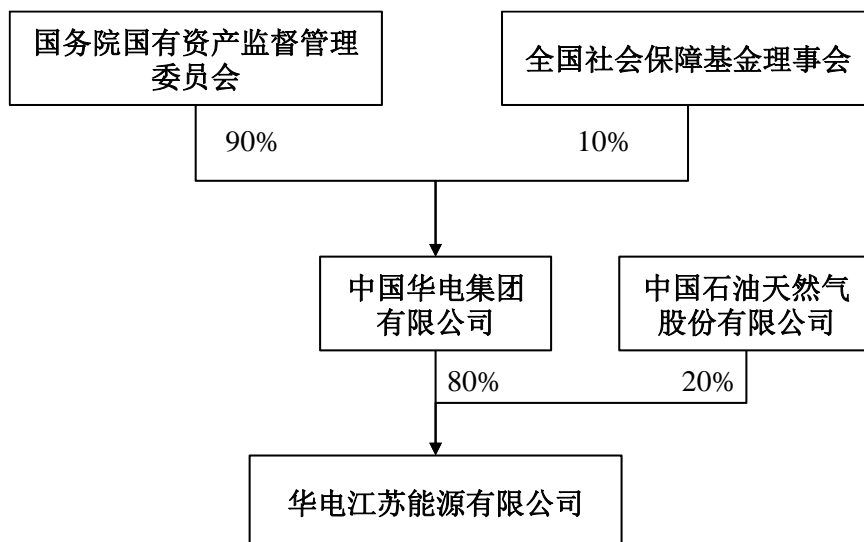 国务院国有资产监督管理
委员会
全国社会保障基金理事会
90%
10%
中国华电集团
有限公司
中国石油天然气
股份有限公司
80%
20%
华电江苏能源有限公司